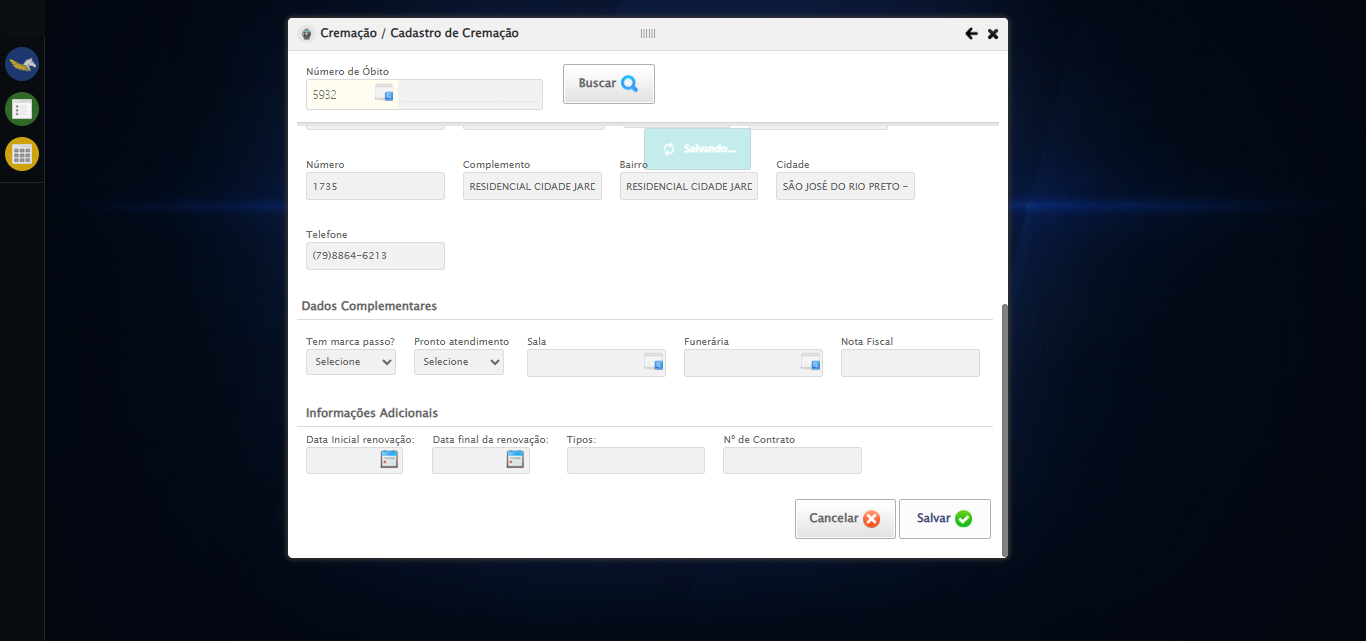 Cremação / Cadastro de Cremação
Número de Óbito
5932
Buscar
Salvando...
Número
Complemento
Bairro
Cidade
1735
RESIDENCIAL CIDADE JARD
RESIDENCIAL CIDADE JARD
SÃO JOSÉ DO RIO PRETO -
Telefone
(79)8864-6213
Dados Complementares
Tem marca passo?
Pronto atendimento
Sala
Funerária
Nota Fiscal
Selecione
Selecione
Informações Adicionais
Data Inicial renovação:
Data final da renovação:
Tipos:
Nº de Contrato
Cancelar
Salvar